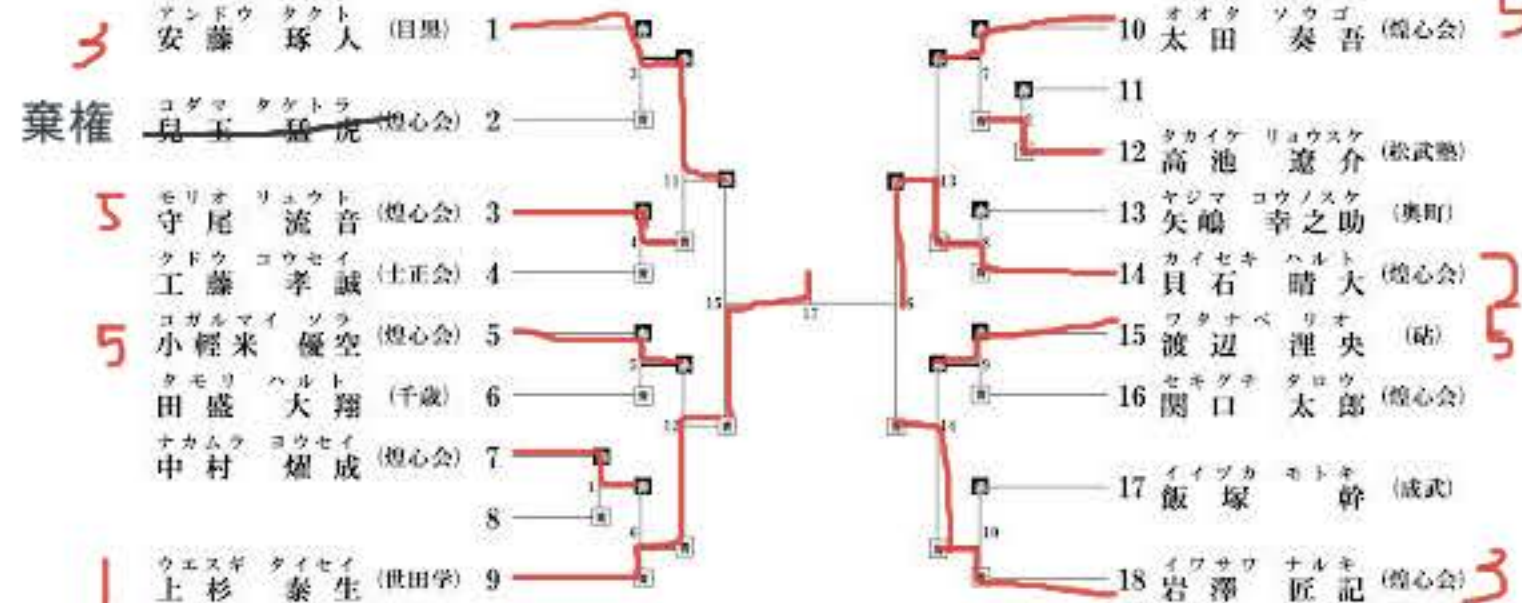 3
アンドウ タクト
安藤 琢人 (目黒) 1
棄権
コダマ タケトラ
兒玉 猛虎 (煌心会) 2
5
モリオ リュウト
守尾 流音 (煌心会) 3
クドウ コウセイ
工藤 孝誠 (士正会) 4
5
コガルマイ ソラ
小軽米 優空 (煌心会) 5
タモリ ハルト
田盛 大翔 (千歳) 6
ナカムラ ヨウセイ
中村 燿成 (煌心会) 7
8
1
ウエスギ タイセイ
上杉 泰生 (世田学) 9
11
12
15
17
13
14
オオタ ソウゴ
10 太田 奏吾 (煌心会)
5
11
タカイケ リョウスケ
12 高池 遼介 (松武塾)
ヤジマ コウノスケ
13 矢嶋 幸之助 (奥町)
カイセキ ハルト
14 貝石 晴大 (煌心会)
2
ワタナベ リオ
15 渡辺 浬央 (砧)
5
セキグチ タロウ
16 関口 太郎 (煌心会)
イイヅカ モトキ
17 飯塚 幹 (成武)
イワサワ ナルキ
18 岩澤 匠記 (煌心会)
3